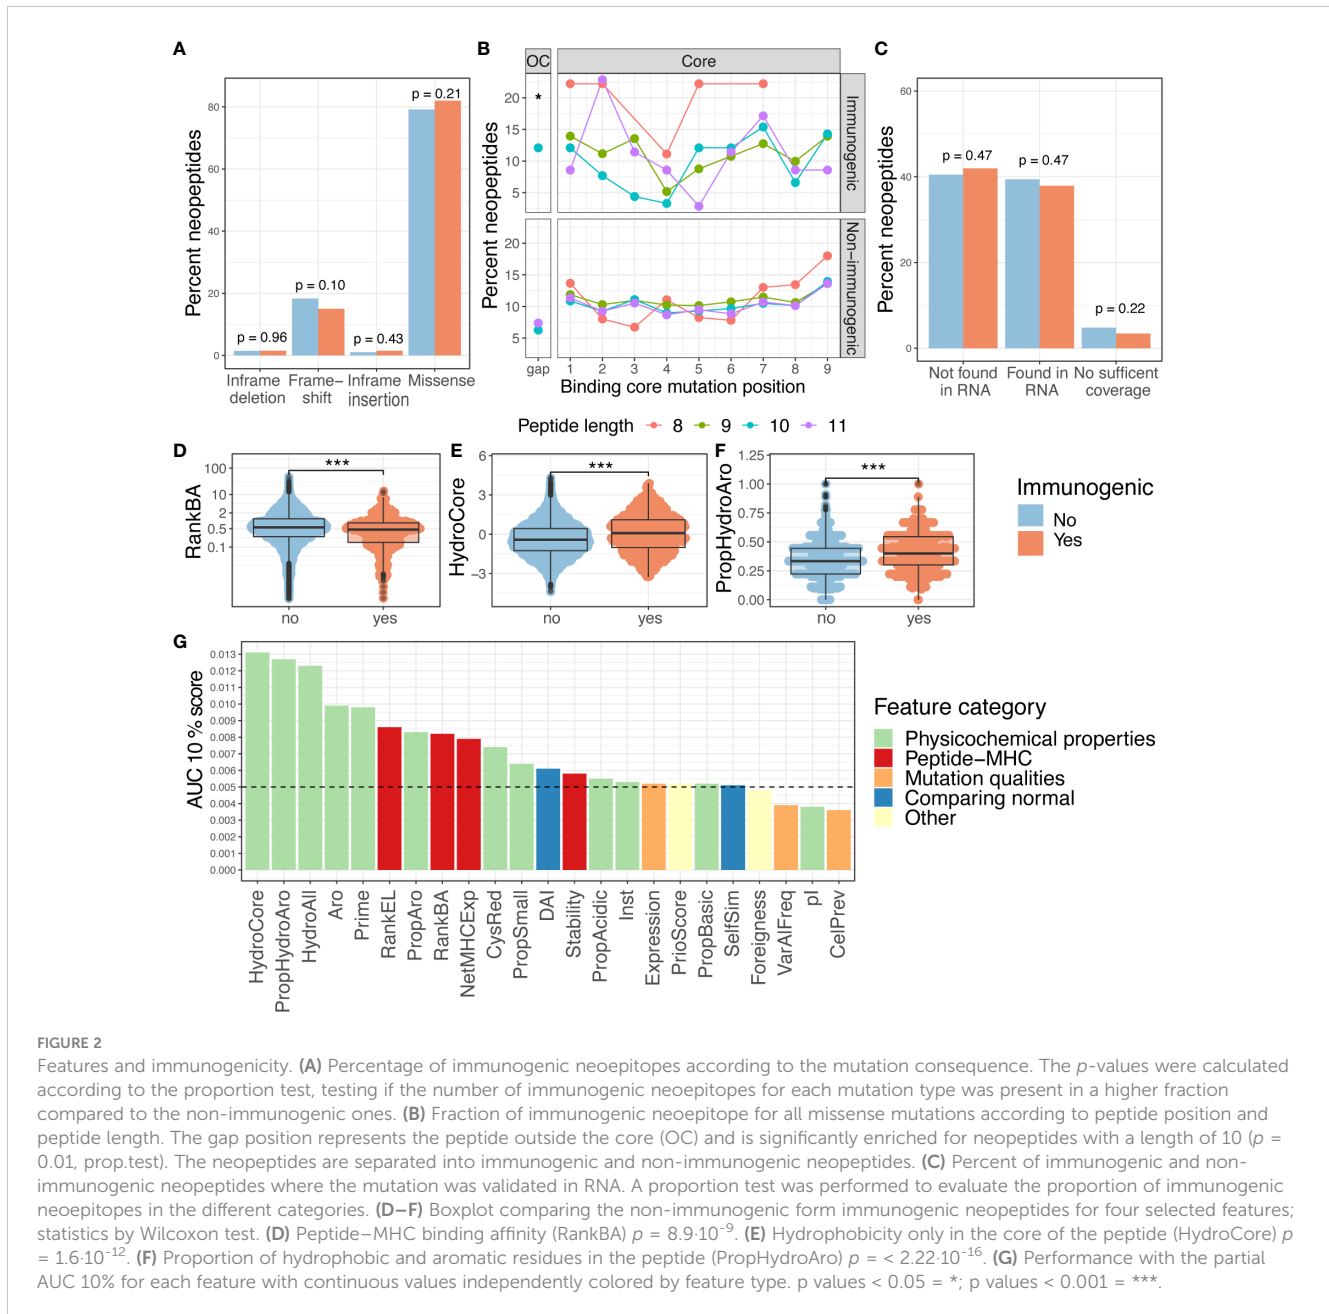 A
Percent neopeptides
80
60
40
20
0
p = 0.96
p = 0.10
p = 0.43
p = 0.21
Inframe deletion
Frame-shift
Inframe insertion
Missense
B
OC
Core
Percent neopeptides
20
15
10
5
*
Immunogenic
20
15
10
5
Non-immunogenic
gap
1 2 3 4 5 6 7 8 9
Binding core mutation position
Peptide length 8 9 10 11
C
Percent neopeptides
60
40
20
0
p = 0.47
p = 0.47
p = 0.22
Not found in RNA
Found in RNA
No sufficent coverage
D
RankBA
100
10
2
0.5
0.1
***
no yes
E
HydroCore
6
3
0
−3
***
no yes
F
PropHydroAro
1.25
1.00
0.75
0.50
0.25
0.00
***
no yes
Immunogenic
No
Yes
G
AUC 10 % score
0.013
0.012
0.011
0.010
0.009
0.008
0.007
0.006
0.005
0.004
0.003
0.002
0.001
0.000
HydroCore
PropHydroAro
HydroAll
Aro
Prime
RankEL
PropAro
RankBA
NetMHCExp
CysRed
PropSmall
DAI
Stability
PropAcidic
Inst
Expression
PrioScore
PropBasic
SelfSim
Foreigness
VarAlFreq
pI
CelPrev
Feature category
Physicochemical properties
Peptide−MHC
Mutation qualities
Comparing normal
Other
FIGURE 2
Features and immunogenicity. (A) Percentage of immunogenic neoepitopes according to the mutation consequence. The p-values were calculated
according to the proportion test, testing if the number of immunogenic neoepitopes for each mutation type was present in a higher fraction
compared to the non-immunogenic ones. (B) Fraction of immunogenic neoepitope for all missense mutations according to peptide position and
peptide length. The gap position represents the peptide outside the core (OC) and is significantly enriched for neopeptides with a length of 10 (p =
0.01, prop.test). The neopeptides are separated into immunogenic and non-immunogenic neopeptides. (C) Percent of immunogenic and non-
immunogenic neopeptides where the mutation was validated in RNA. A proportion test was performed to evaluate the proportion of immunogenic
neoepitopes in the different categories. (D–F) Boxplot comparing the non-immunogenic form immunogenic neopeptides for four selected features;
statistics by Wilcoxon test. (D) Peptide–MHC binding affinity (RankBA) p = 8.9·10⁻⁹. (E) Hydrophobicity only in the core of the peptide (HydroCore) p
= 1.6·10⁻¹². (F) Proportion of hydrophobic and aromatic residues in the peptide (PropHydroAro) p = < 2.22·10⁻¹⁶. (G) Performance with the partial
AUC 10% for each feature with continuous values independently colored by feature type. p values < 0.05 = *; p values < 0.001 = ***.